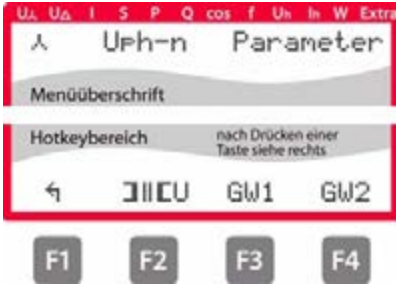 U⅄ U△ I S P Q cos f Uh Ih W Extra
⅄ UPh-n Parameter
Menüüberschrift
Hotkeybereich
nach Drücken einer
Taste siehe rechts
↰ ⊐||⊏U GW1 GW2
F1 F2 F3 F4